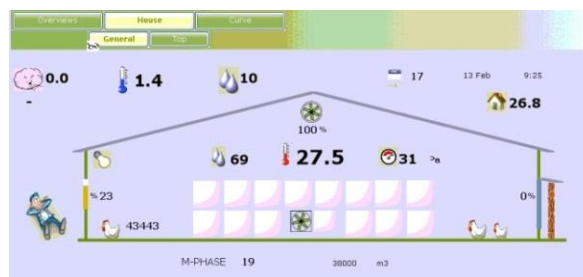 Overviews House Curve
General Top
0.0 1.4 10 17 13 Feb 9:25
-
26.8
100 %
69 27.5 31
% 23 0%
43443
M-PHASE 19 38000 m3